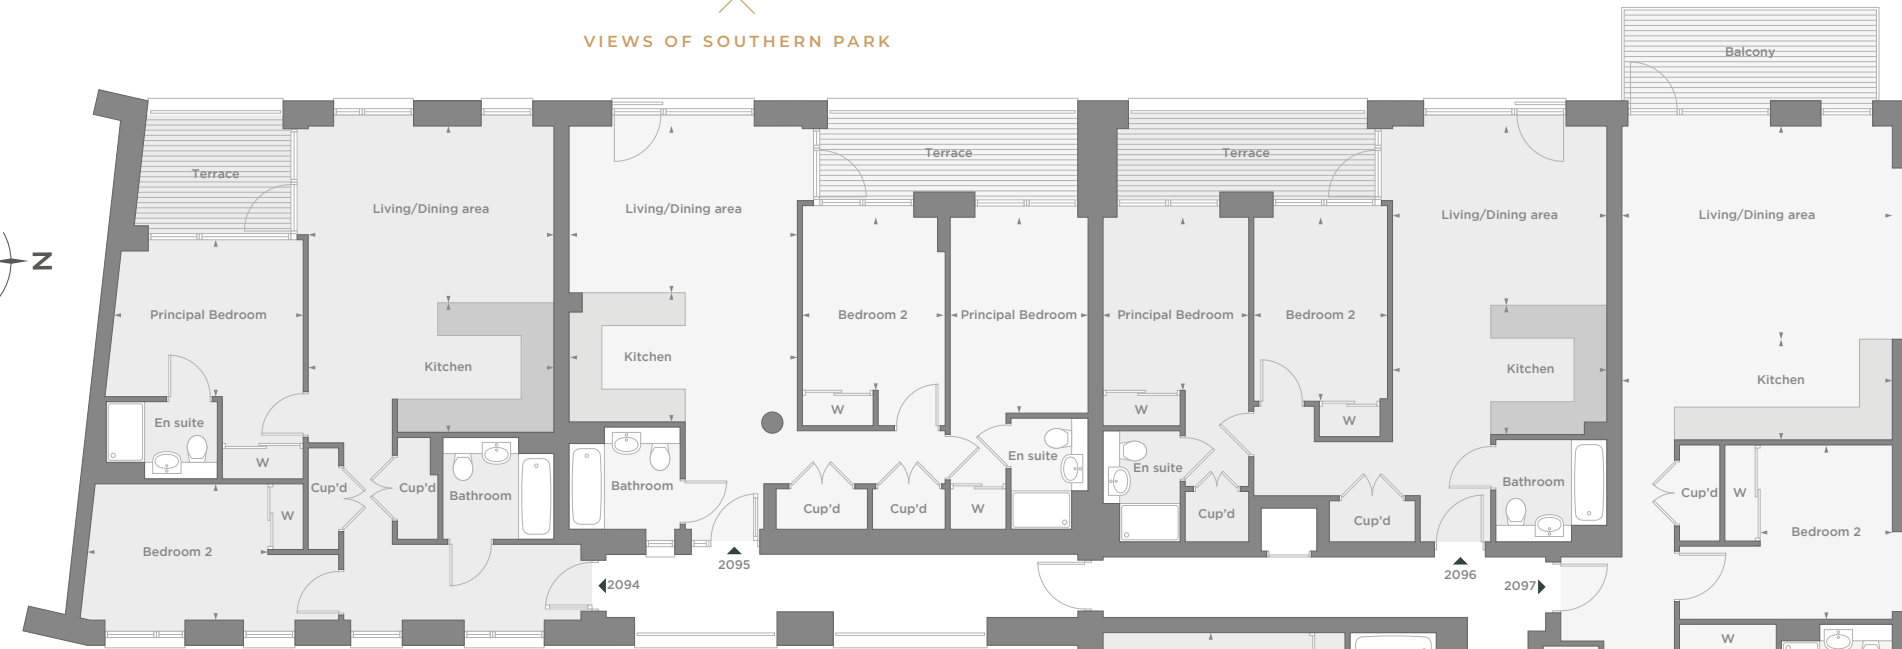 VIEWS OF SOUTHERN PARK
Balcony
Terrace
Living/Dining area
Principal Bedroom
Kitchen
En suite
W
Cup'd
Cup'd
Bathroom
W
Bedroom 2
2094
Living/Dining area
Terrace
Bedroom 2
Principal Bedroom
Kitchen
W
En suite
Bathroom
Cup'd
Cup'd
W
2095
Terrace
Living/Dining area
Principal Bedroom
Bedroom 2
Kitchen
W
W
En suite
Bathroom
Cup'd
Cup'd
2096
Living/Dining area
Kitchen
Cup'd
W
Bedroom 2
2097
W
N